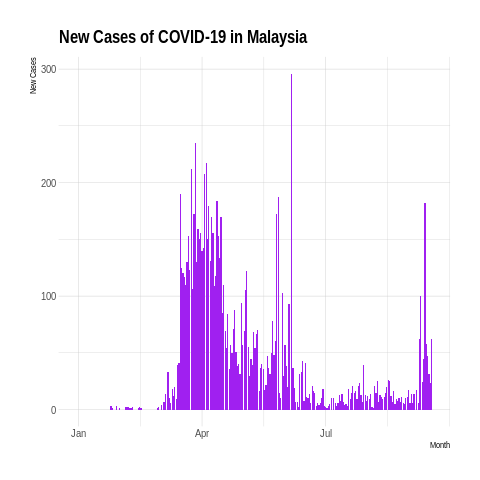 New Cases of COVID-19 in Malaysia
New Cases
300
200
100
0
Jan
Apr
Jul
Month